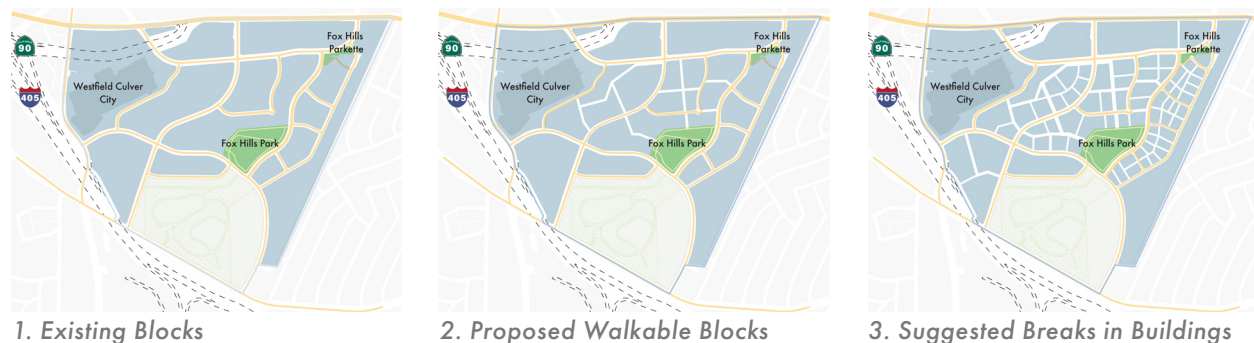 Fox Hills
Parkette
90
Westfield Culver
City
405
Fox Hills Park
1. Existing Blocks
Fox Hills
Parkette
90
Westfield Culver
City
405
Fox Hills Park
2. Proposed Walkable Blocks
Fox Hills
Parkette
90
Westfield Culver
City
405
Fox Hills Park
3. Suggested Breaks in Buildings